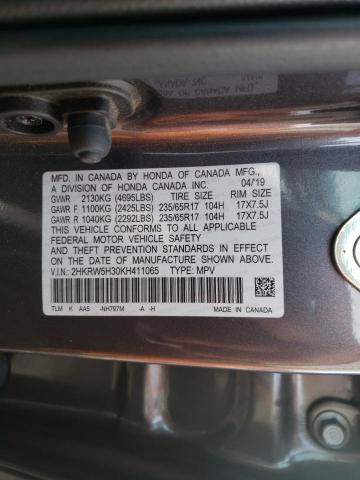 MFD. IN CANADA BY HONDA OF CANADA MFG.,
A DIVISION OF HONDA CANADA INC. 04/19
GVWR 2130KG (4695LBS) TIRE SIZE RIM SIZE
GAWR F 1100KG (2425LBS) 235/65R17 104H 17X7.5J
GAWR R 1040KG (2292LBS) 235/65R17 104H 17X7.5J
THIS VEHICLE CONFORMS TO ALL APPLICABLE
FEDERAL MOTOR VEHICLE SAFETY, BUMPER,
AND THEFT PREVENTION STANDARDS IN EFFECT ON
THE DATE OF MANUFACTURE SHOWN ABOVE.
V.I.N.: 2HKRW5H30KH411065 TYPE: MPV
TLM K AA5 -NH797M -A -H MADE IN CANADA